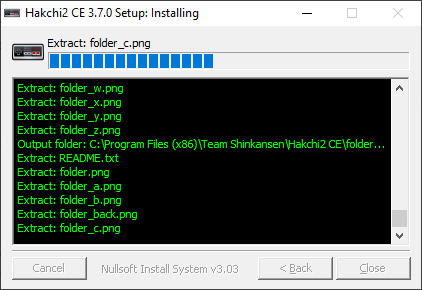 Hakchi2 CE 3.7.0 Setup: Installing
Extract: folder_c.png
Extract: folder_w.png
Extract: folder_x.png
Extract: folder_y.png
Extract: folder_z.png
Output folder: C:\Program Files (x86)\Team Shinkansen\Hakchi2 CE\folder...
Extract: README.txt
Extract: folder.png
Extract: folder_a.png
Extract: folder_b.png
Extract: folder_back.png
Extract: folder_c.png
Cancel
Nullsoft Install System v3.03
< Back
Close